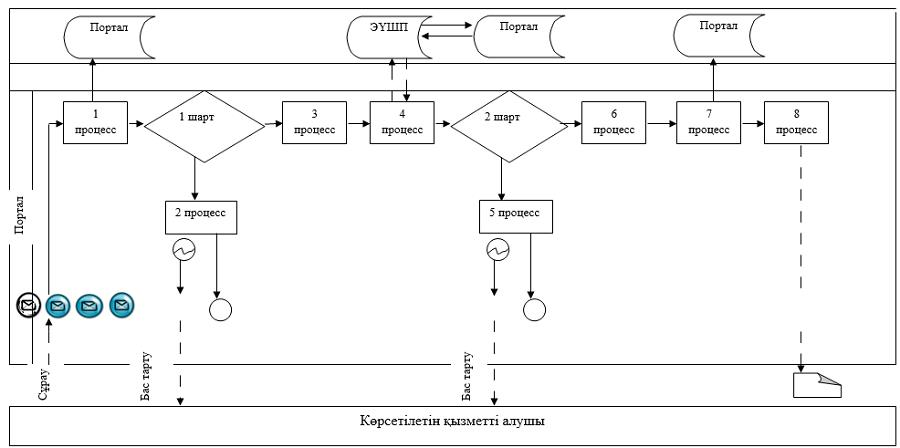 Портал
ЭҮШП
Портал
Портал
1
процесс
1 шарт
3
процесс
4
процесс
2 шарт
6
процесс
7
процесс
8
процесс
2 процесс
5 процесс
Портал
Сұрау
Бас тарту
Бас тарту
Көрсетілетін қызметті алушы